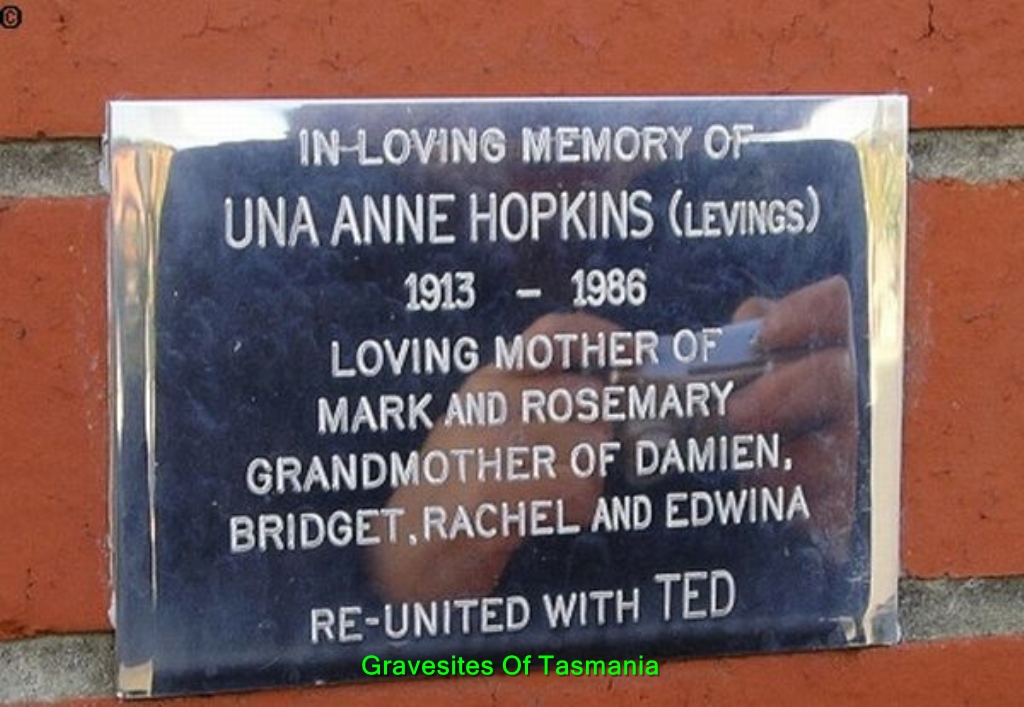 ©
IN LOVING MEMORY OF
UNA ANNE HOPKINS (LEVINGS)
1913 – 1986
LOVING MOTHER OF
MARK AND ROSEMARY
GRANDMOTHER OF DAMIEN,
BRIDGET, RACHEL AND EDWINA
RE-UNITED WITH TED
Gravesites Of Tasmania